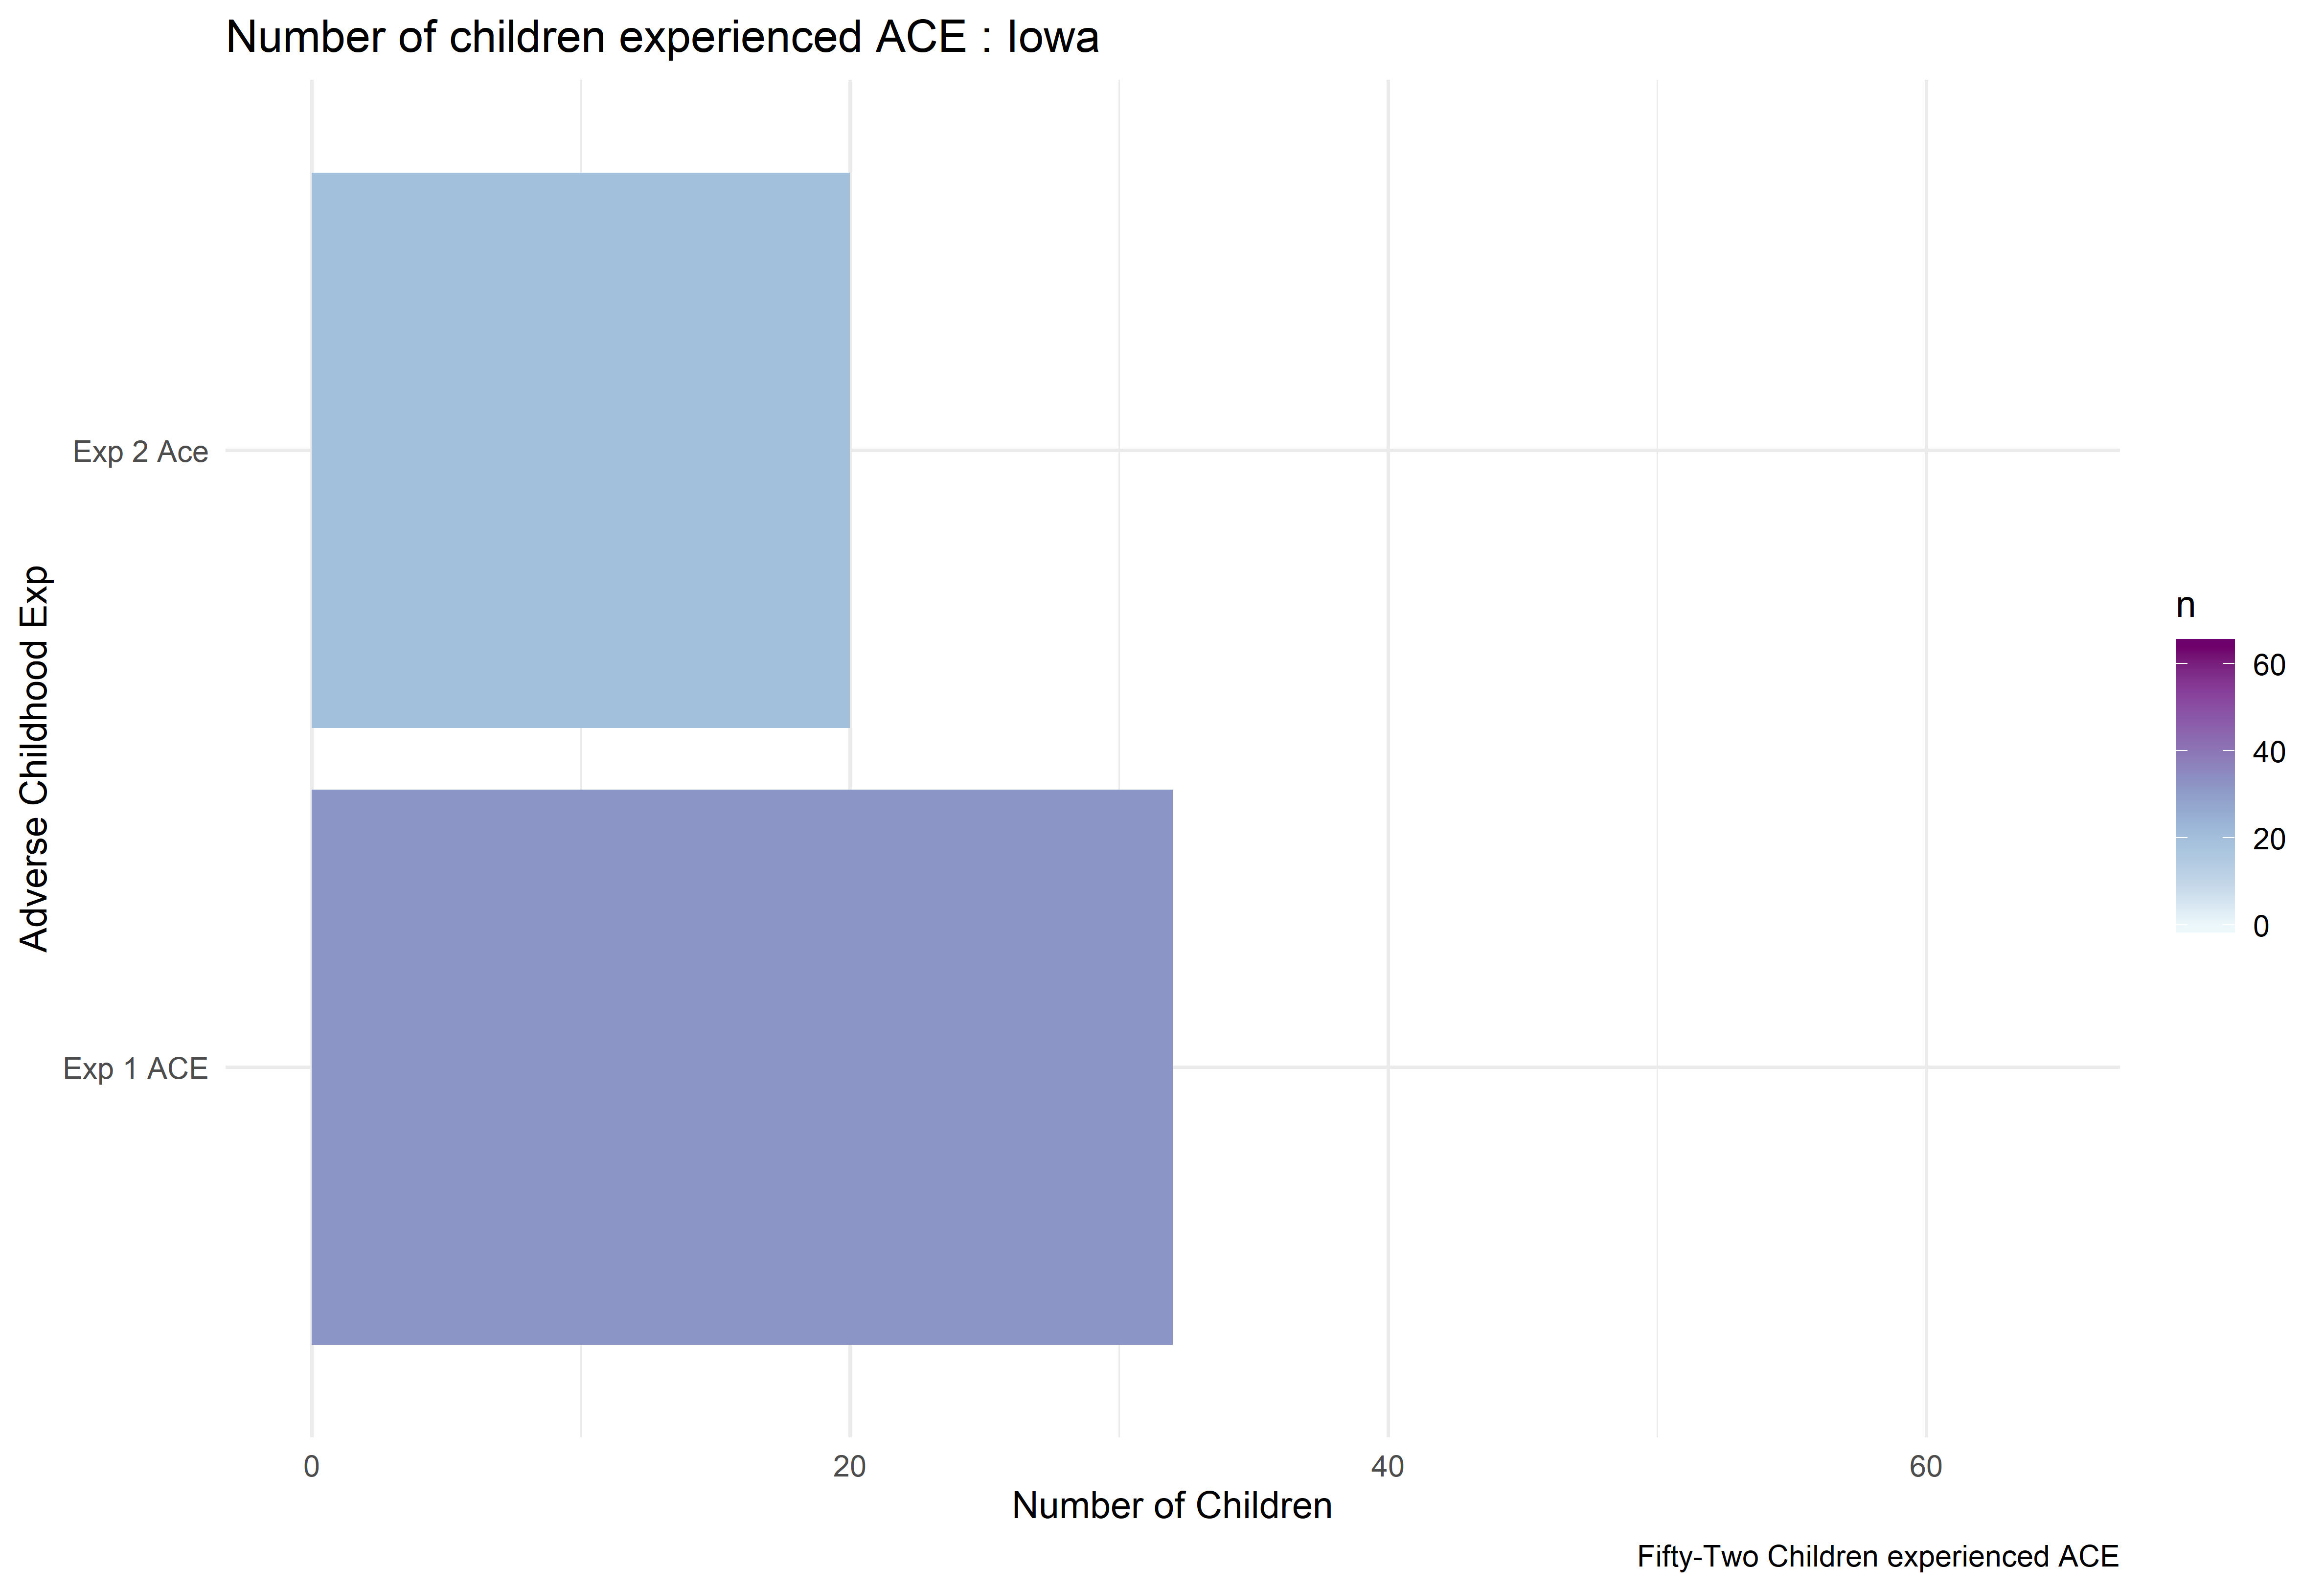 Number of children experienced ACE : Iowa
Adverse Childhood Exp
Exp 2 Ace
Exp 1 ACE
0
20
40
60
Number of Children
n
60
40
20
0
Fifty-Two Children experienced ACE